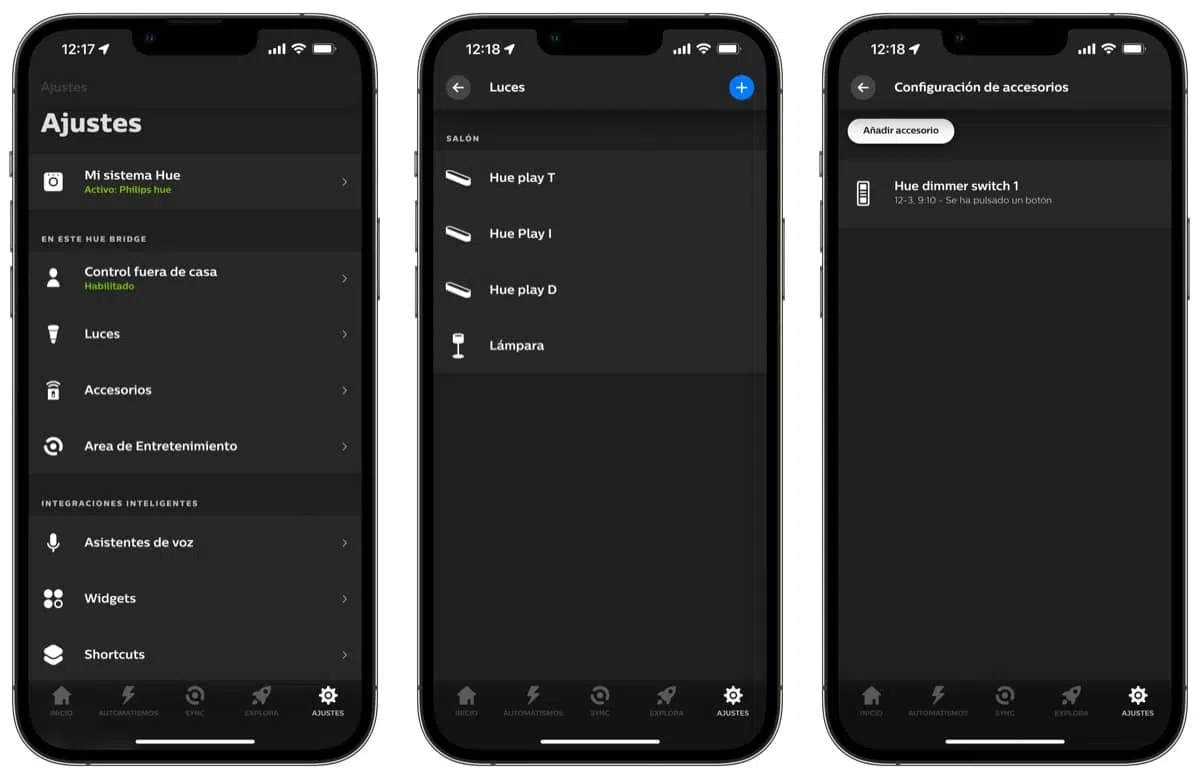 12:17
Ajustes
Ajustes
Mi sistema Hue
Activo: Philips hue
EN ESTE HUE BRIDGE
Control fuera de casa
Habilitado
Luces
Accesorios
Area de Entretenimiento
INTEGRACIONES INTELIGENTES
Asistentes de voz
Widgets
Shortcuts
INICIO
AUTOMATISMOS
SYNC
EXPLORA
AJUSTES
12:18
Luces
SALÓN
Hue play T
Hue Play I
Hue play D
Lámpara
INICIO
AUTOMATISMOS
SYNC
EXPLORA
AJUSTES
12:18
Configuración de accesorios
Añadir accesorio
Hue dimmer switch 1
12-3. 9:10 - Se ha pulsado un botón
INICIO
AUTOMATISMOS
SYNC
EXPLORA
AJUSTES